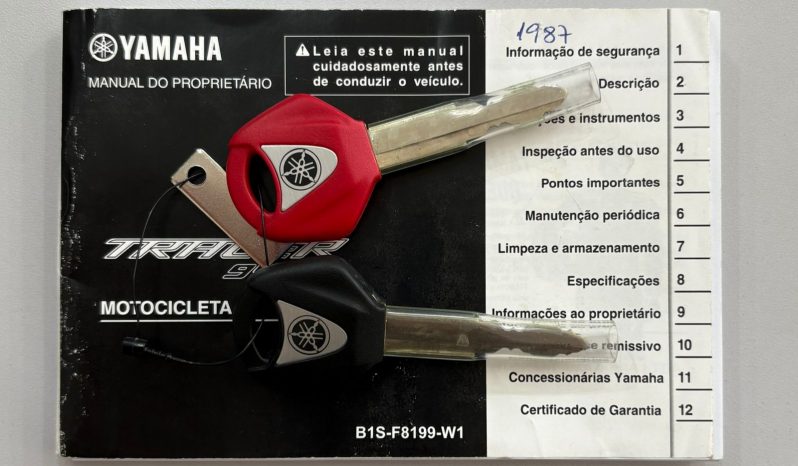 YAMAHA
MANUAL DO PROPRIETÁRIO
Leia este manual
cuidadosamente antes
de conduzir o veículo.
MOTOCICLETA
B1S-F8199-W1
1987
Informação de segurança 1
Descrição 2
e instrumentos 3
Inspeção antes do uso 4
Pontos importantes 5
Manutenção periódica 6
Limpeza e armazenamento 7
Especificações 8
Informações ao proprietário 9
remissivo 10
Concessionárias Yamaha 11
Certificado de Garantia 12